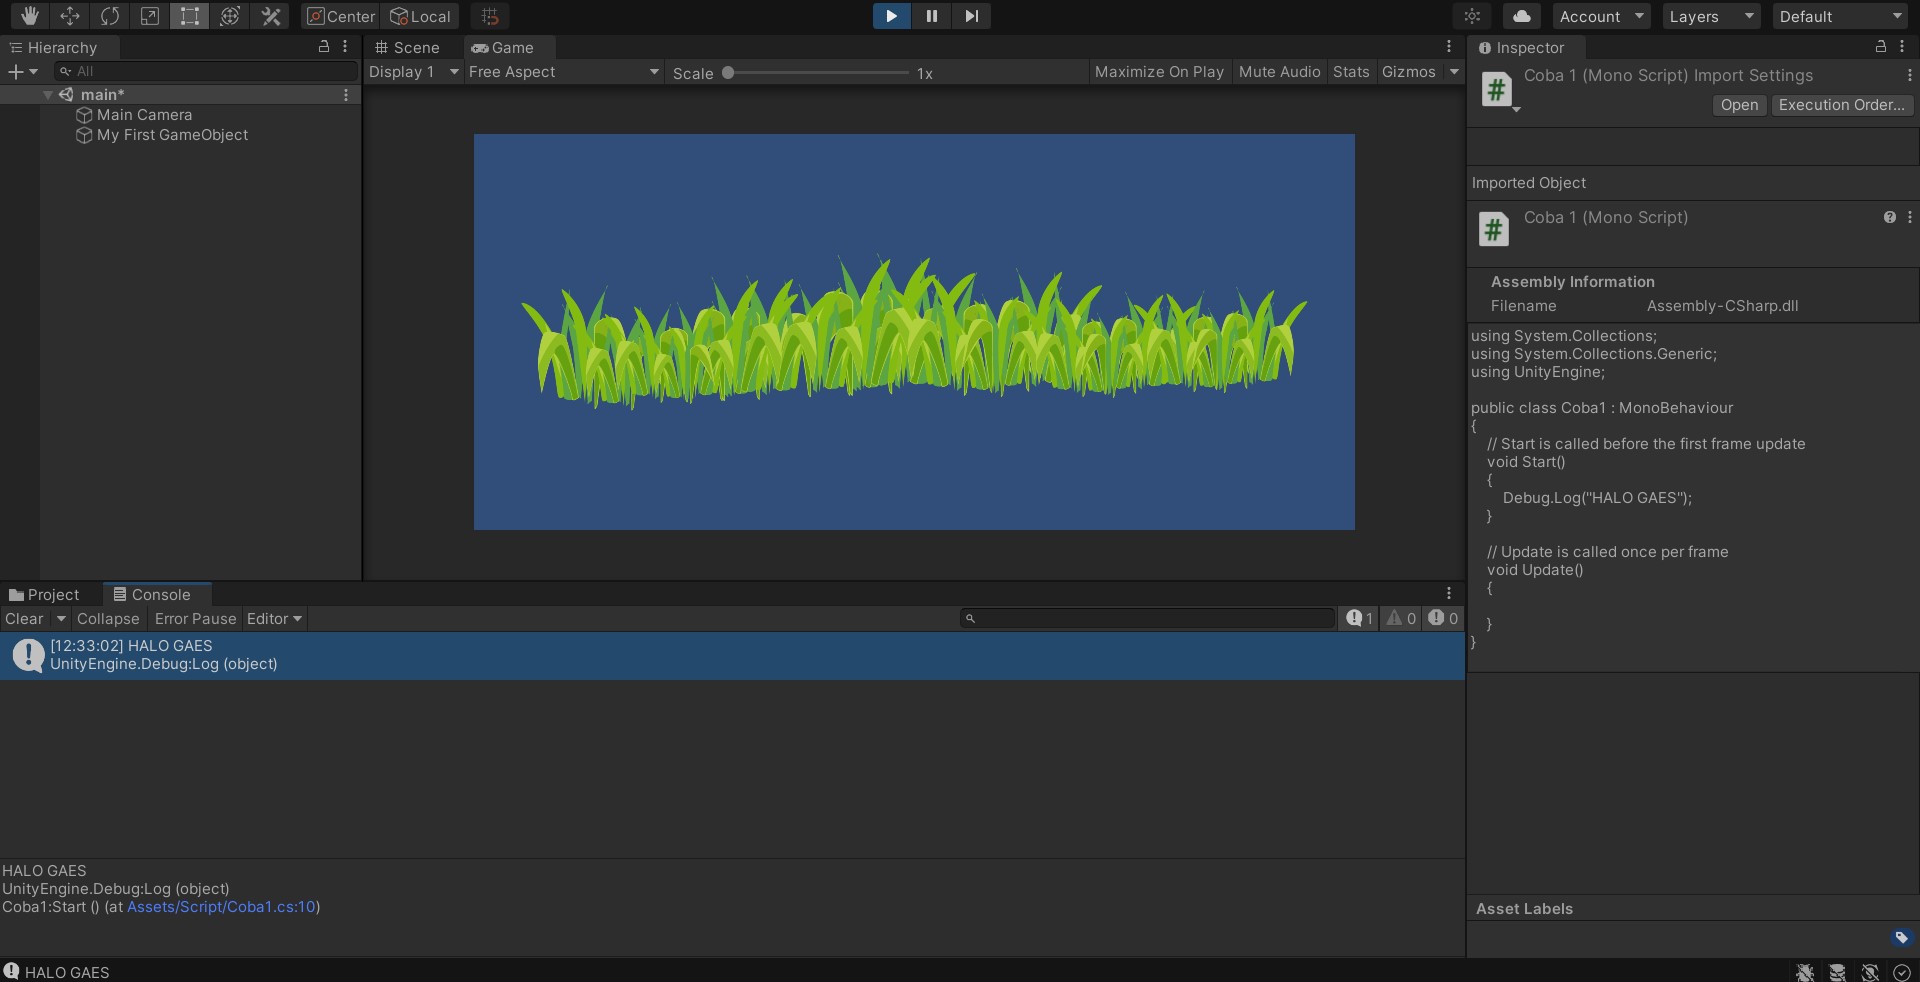 Center Local Account Layers Default
Hierarchy
All
main*
Main Camera
My First GameObject
Scene Game
Display 1 Free Aspect Scale 1x Maximize On Play Mute Audio Stats Gizmos
Inspector
Coba 1 (Mono Script) Import Settings
Open Execution Order...
Imported Object
Coba 1 (Mono Script)
Assembly Information
Filename Assembly-CSharp.dll
using System.Collections;
using System.Collections.Generic;
using UnityEngine;
public class Coba1 : MonoBehaviour
{
// Start is called before the first frame update
void Start()
{
Debug.Log("HALO GAES");
}
// Update is called once per frame
void Update()
{
}
}
Asset Labels
Project Console
Clear Collapse Error Pause Editor 1 0 0
[12:33:02] HALO GAES
UnityEngine.Debug:Log (object)
HALO GAES
UnityEngine.Debug:Log (object)
Coba1:Start () (at Assets/Script/Coba1.cs:10)
HALO GAES